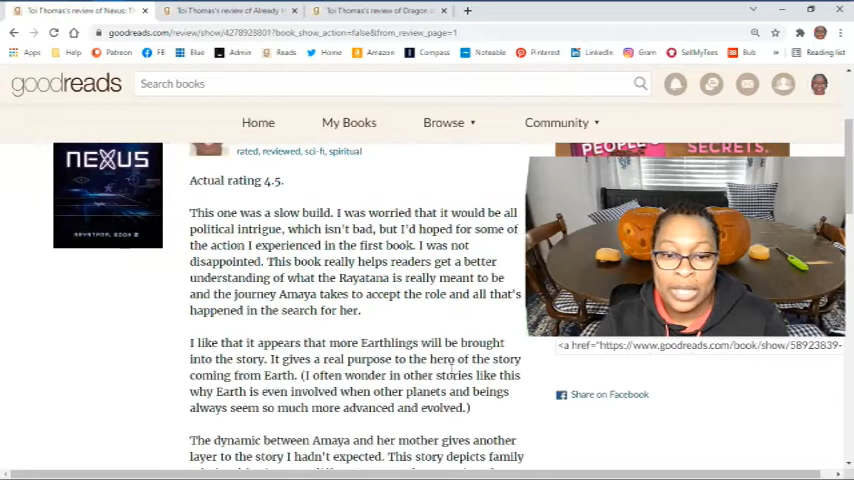 Toi Thomas's review of Nexus: Th
Toi Thomas's review of Already H
Toi Thomas's review of Dragon o
goodreads.com/review/show/4278928801?book_show_action=false&from_review_page=1
Apps G Reads Patreon FE Blue Admin Reads Home Amazon Compass Noteable Pinterest LinkedIn Gram SellMyTees Bub Reading list
goodreads
Search books
Home My Books Browse Community
NEXUS
RAYATANA, BOOK 2
rated, reviewed, sci-fi, spiritual
Actual rating 4.5.
This one was a slow build. I was worried that it would be all
political intrigue, which isn't bad, but I'd hoped for some of
the action I experienced in the first book. I was not
disappointed. This book really helps readers get a better
understanding of what the Rayatana is really meant to be
and the journey Amaya takes to accept the role and all that's
happened in the search for her.
I like that it appears that more Earthlings will be brought
into the story. It gives a real purpose to the hero of the story
coming from Earth. (I often wonder in other stories like this
why Earth is even involved when other planets and beings
always seem so much more advanced and evolved.)
The dynamic between Amaya and her mother gives another
layer to the story I hadn't expected. This story depicts family
PEOPLE
SECRETS.
<a href="https://www.goodreads.com/book/show/58923839-
Share on Facebook